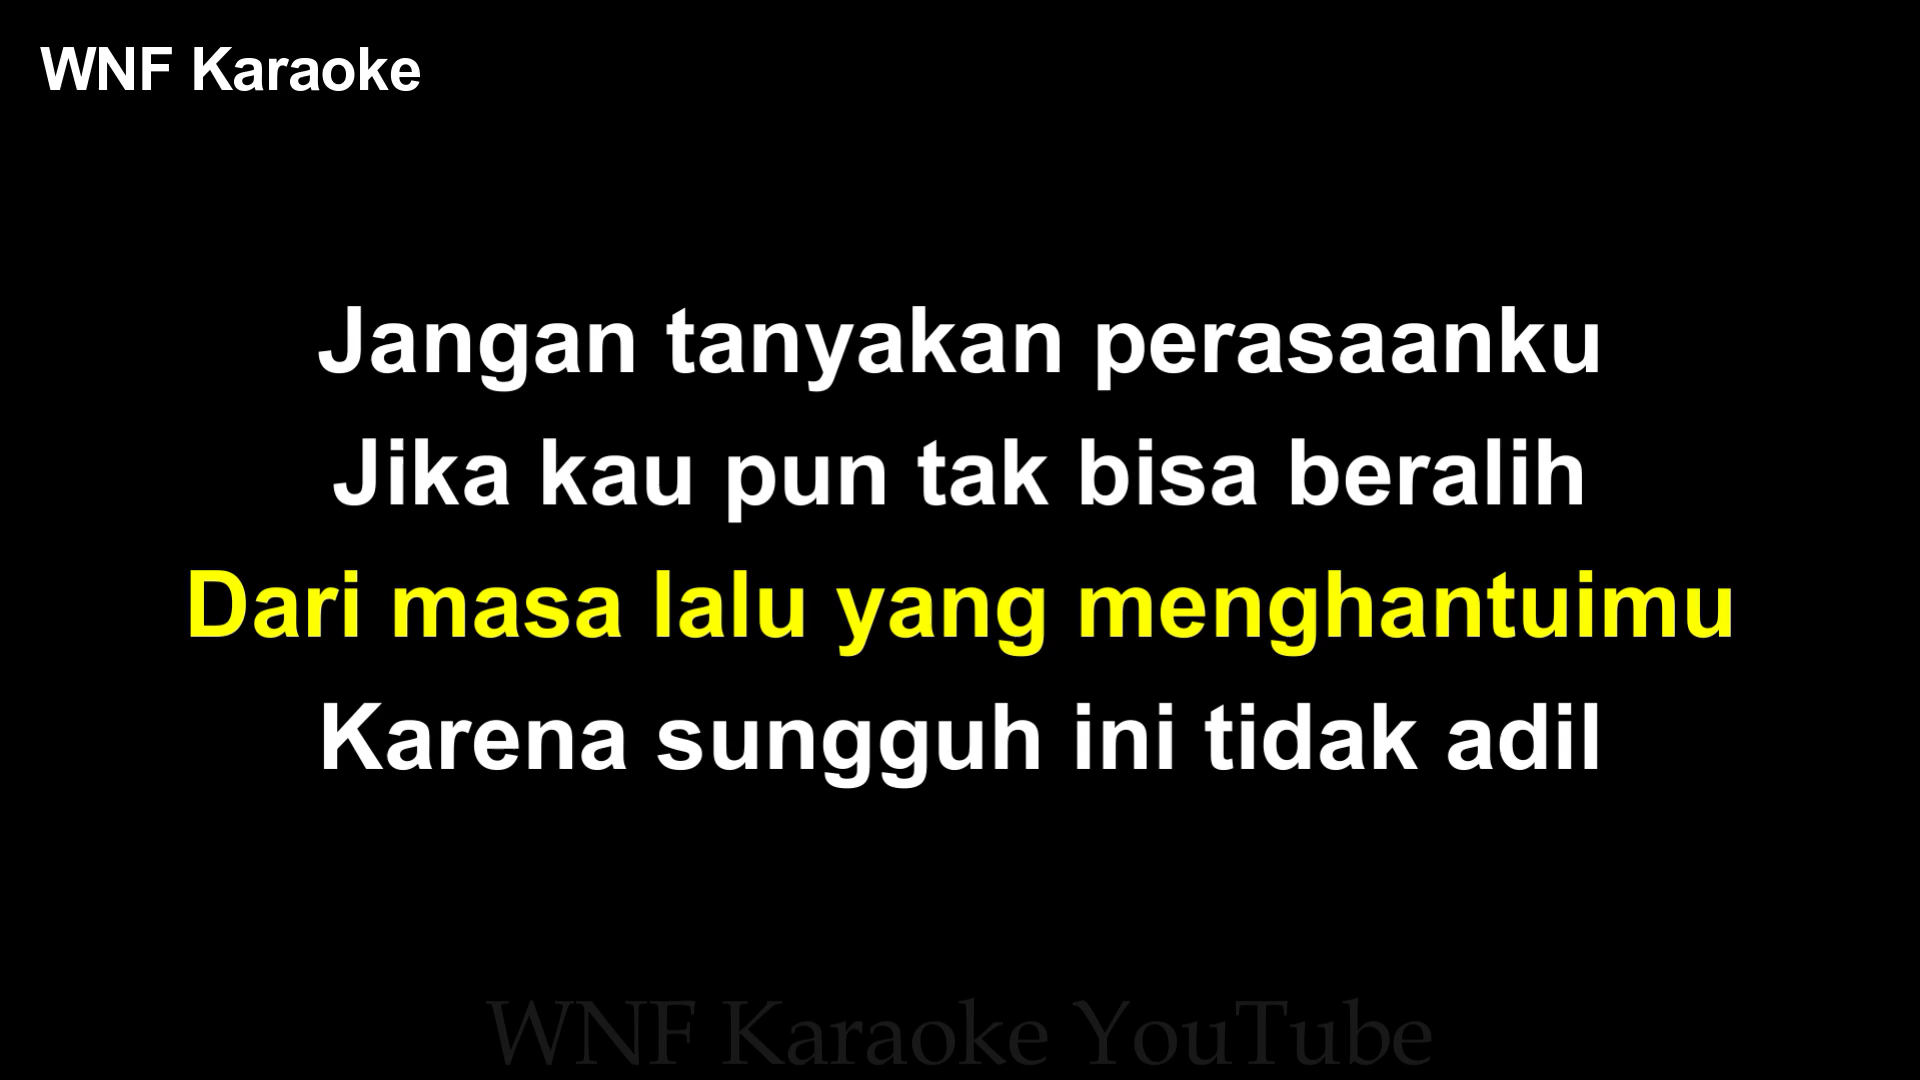 WNF Karaoke
Jangan tanyakan perasaanku
Jika kau pun tak bisa beralih
Dari masa lalu yang menghantuimu
Karena sungguh ini tidak adil
WNF Karaoke YouTube